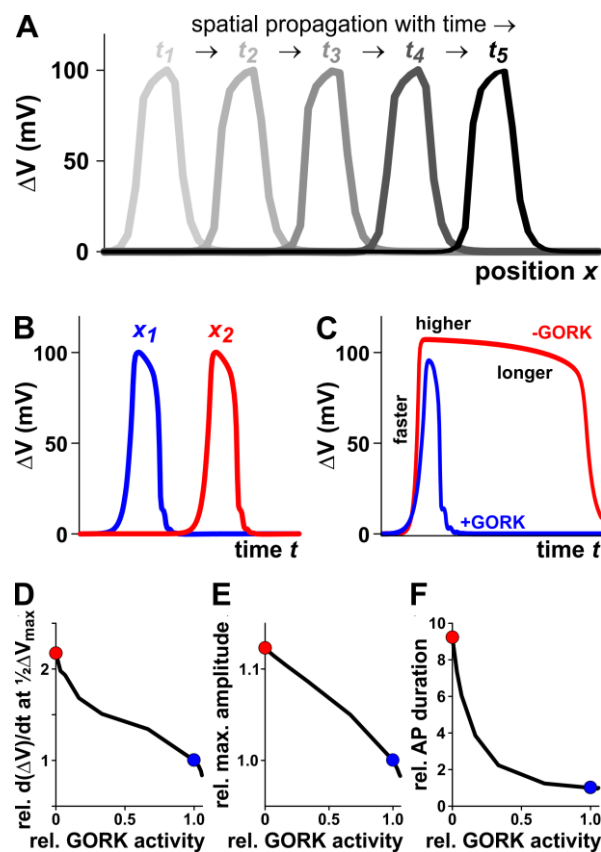 A
spatial propagation with time →
t1 → t2 → t3 → t4 → t5
100
50
0
ΔV (mV)
position x
B
x1
x2
100
50
0
ΔV (mV)
time t
C
higher
-GORK
longer
faster
+GORK
100
50
0
ΔV (mV)
time t
D
rel. d(ΔV)/dt at ½ΔVmax
2
1
0
0.5
1.0
rel. GORK activity
E
rel. max. amplitude
1.1
1.0
0
0.5
1.0
rel. GORK activity
F
rel. AP duration
10
8
6
4
2
0
0
0.5
1.0
rel. GORK activity